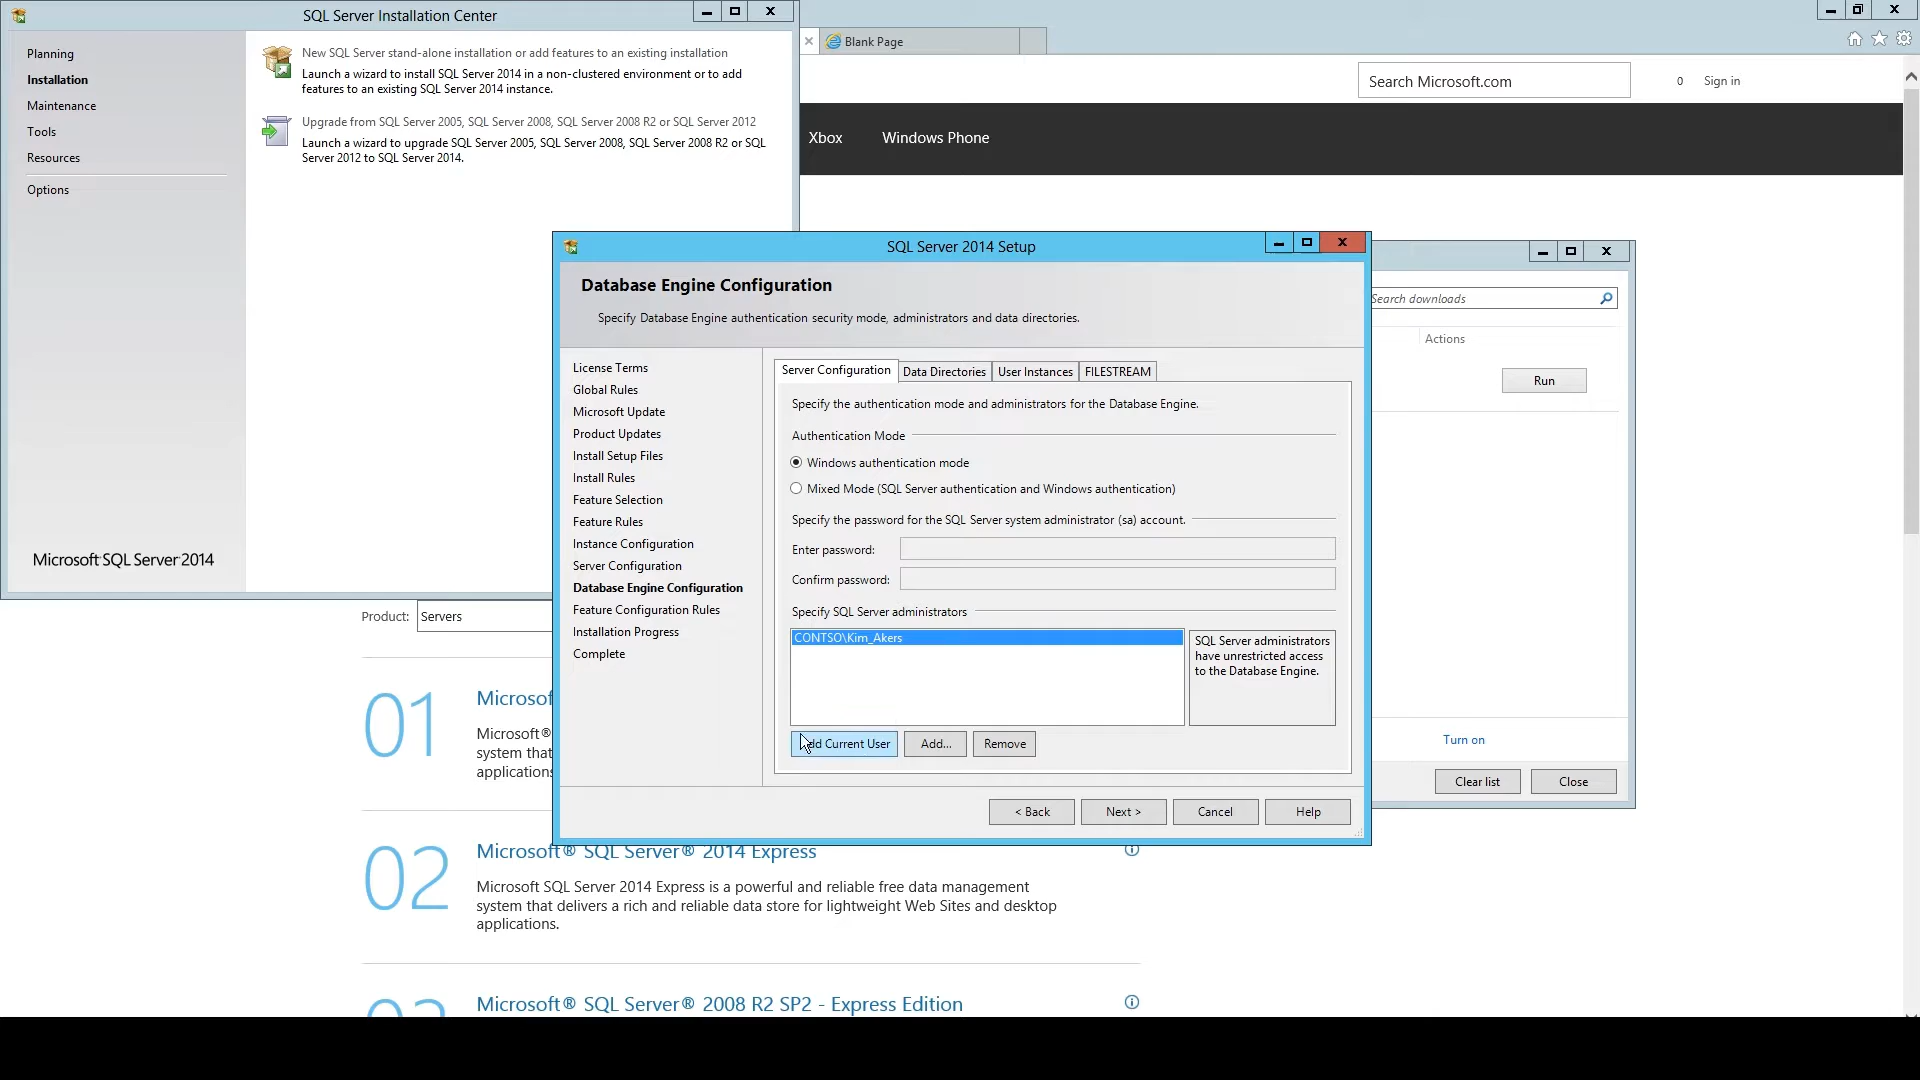 SQL Server Installation Center
Planning
Installation
Maintenance
Tools
Resources
Options
Microsoft SQL Server 2014
New SQL Server stand-alone installation or add features to an existing installation
Launch a wizard to install SQL Server 2014 in a non-clustered environment or to add
features to an existing SQL Server 2014 instance.
Upgrade from SQL Server 2005, SQL Server 2008, SQL Server 2008 R2 or SQL Server 2012
Launch a wizard to upgrade SQL Server 2005, SQL Server 2008, SQL Server 2008 R2 or SQL
Server 2012 to SQL Server 2014.
Blank Page
Search Microsoft.com
0
Sign in
Xbox
Windows Phone
SQL Server 2014 Setup
Database Engine Configuration
Specify Database Engine authentication security mode, administrators and data directories.
License Terms
Global Rules
Microsoft Update
Product Updates
Install Setup Files
Install Rules
Feature Selection
Feature Rules
Instance Configuration
Server Configuration
Database Engine Configuration
Feature Configuration Rules
Installation Progress
Complete
Server Configuration
Data Directories
User Instances
FILESTREAM
Specify the authentication mode and administrators for the Database Engine.
Authentication Mode
Windows authentication mode
Mixed Mode (SQL Server authentication and Windows authentication)
Specify the password for the SQL Server system administrator (sa) account.
Enter password:
Confirm password:
Specify SQL Server administrators
CONTSO\Kim_Akers
SQL Server administrators
have unrestricted access
to the Database Engine.
Current User
Add...
Remove
< Back
Next >
Cancel
Help
Search downloads
Actions
Run
Turn on
Clear list
Close
Product:
Servers
01
Microsof
Microsoft®
system that
applications
02
Microsoft® SQL Server® 2014 Express
Microsoft SQL Server 2014 Express is a powerful and reliable free data management
system that delivers a rich and reliable data store for lightweight Web Sites and desktop
applications.
Microsoft® SQL Server® 2008 R2 SP2 - Express Edition